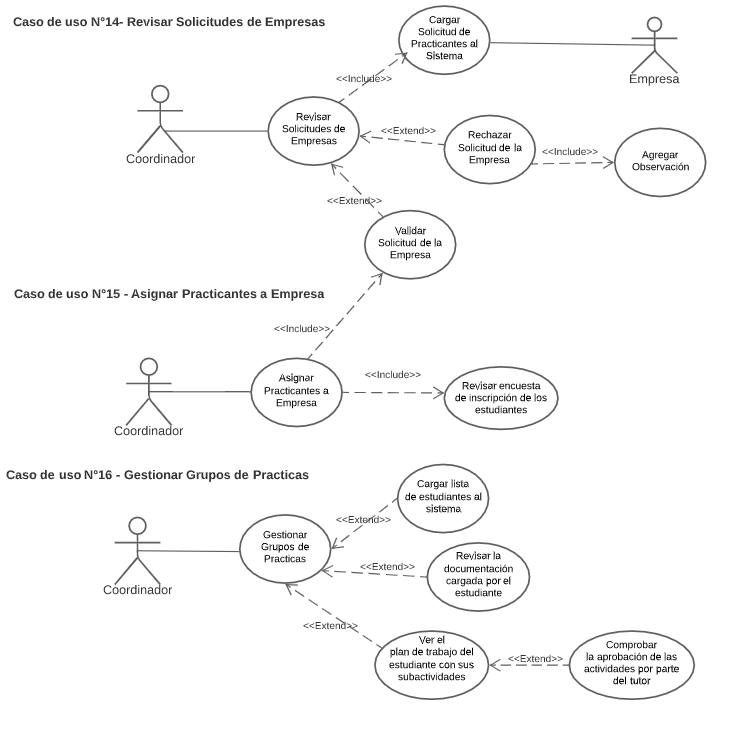 Caso de uso N°14- Revisar Solicitudes de Empresas
Cargar
Solicitud de
Practicantes al
Sistema
Empresa
<<Include>>
Coordinador
Revisar
Solicitudes de
Empresas
<<Extend>>
Rechazar
Solicitud de la
Empresa
<<Include>>
Agregar
Observación
<<Extend>>
Validar
Solicitud de la
Empresa
Caso de uso N°15 - Asignar Practicantes a Empresa
<<Include>>
Coordinador
Asignar
Practicantes a
Empresa
<<Include>>
Revisar encuesta
de inscripción de los
estudiantes
Caso de uso N°16 - Gestionar Grupos de Practicas
Cargar lista
de estudiantes al
sistema
<<Extend>>
Coordinador
Gestionar
Grupos de
Practicas
<<Extend>>
Revisar la
documentación
cargada por el
estudiante
<<Extend>>
Ver el
plan de trabajo del
estudiante con sus
subactividades
<<Extend>>
Comprobar
la aprobación de las
actividades por parte
del tutor